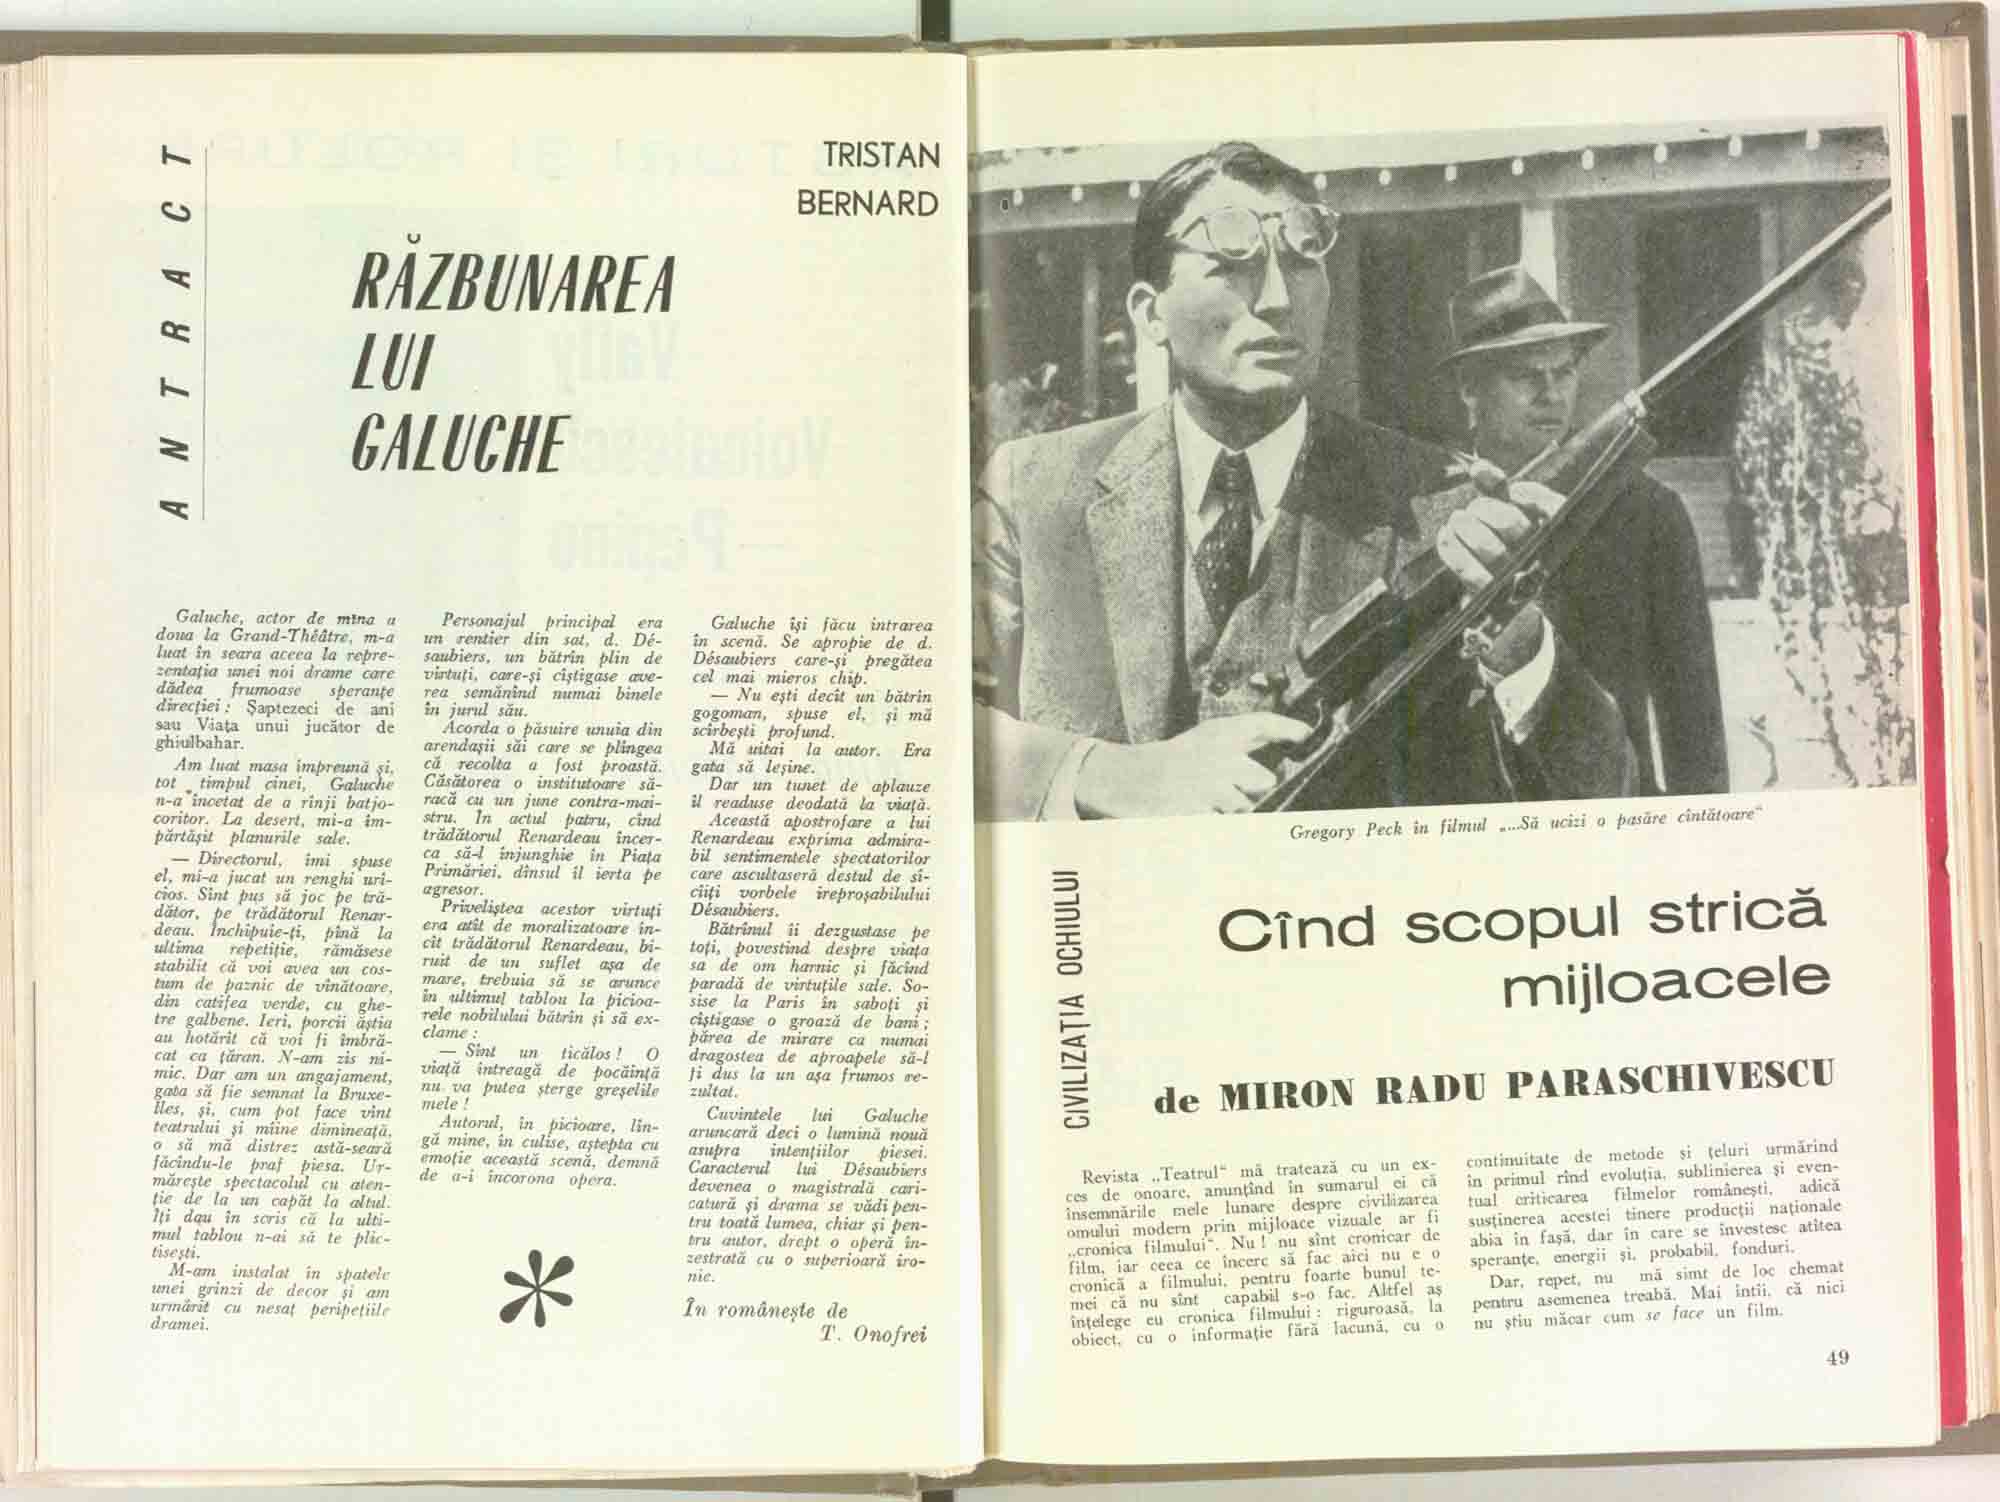 ANTRACT
TRISTAN
BERNARD
RĂZBUNAREA
LUI
GALUCHE
Galuche, actor de mîna a
doua la Grand-Théâtre, m-a
luat în seara aceea la repre-
zentația unei noi drame care
dădea frumoase speranțe
direcției : Șaptezeci de ani
sau Viața unui jucător de
ghiulbahar.
Am luat masa împreună și,
tot timpul cinei, Galuche
n-a încetat de a rînji batjo-
coritor. La desert, mi-a îm-
părtășit planurile sale.
— Directorul, îmi spuse
el, mi-a jucat un renghi urî-
cios. Sînt pus să joc pe tră-
dător, pe trădătorul Renar-
deau. Închipuie-ți, pînă la
ultima repetiție, rămăsese
stabilit că voi avea un cos-
tum de paznic de vînătoare,
din catifea verde, cu ghe-
tre galbene. Ieri, porcii ăștia
au hotărît că voi fi îmbră-
cat ca țăran. N-am zis ni-
mic. Dar am un angajament,
gata să fie semnat la Bruxe-
lles, și, cum pot face vînt
teatrului și mîine dimineață,
o să mă distrez astă-seară
făcîndu-le praf piesa. Ur-
mărește spectacolul cu aten-
ție de la un capăt la altul.
Îți dau în scris că la ulti-
mul tablou n-ai să te plic-
tisești.
M-am instalat în spatele
unei grinzi de decor și am
urmărit cu nesaț peripețiile
dramei.
Personajul principal era
un rentier din sat, d. Dé-
saubiers, un bătrîn plin de
virtuți, care-și cîștigase ave-
rea semănînd numai binele
în jurul său.
Acorda o păsuire unuia din
arendașii săi care se plîngea
că recolta a fost proastă.
Căsătorea o institutoare să-
racă cu un june contra-mai-
stru. În actul patru, cînd
trădătorul Renardeau încer-
ca să-l înjunghie în Piața
Primăriei, dînsul îl ierta pe
agresor.
Priveliștea acestor virtuți
era atît de moralizatoare în-
cît trădătorul Renardeau, bi-
ruit de un suflet așa de
mare, trebuia să se arunce
în ultimul tablou la picioa-
rele nobilului bătrîn și să ex-
clame :
— Sînt un ticălos ! O
viață întreagă de pocăință
nu va putea șterge greșelile
mele !
Autorul, în picioare, lîn-
gă mine, în culise, aștepta cu
emoție această scenă, demnă
de a-i încorona opera.
Galuche își făcu intrarea
în scenă. Se apropie de d.
Désaubiers care-și pregătea
cel mai mieros chip.
— Nu ești decît un bătrîn
gogoman, spuse el, și mă
scîrbești profund.
Mă uitai la autor. Era
gata să leșine.
Dar un tunet de aplauze
îl readuse deodată la viață.
Această apostrofare a lui
Renardeau exprima admira-
bil sentimentele spectatorilor
care ascultaseră destul de sî-
cîiți vorbele ireproșabilului
Désaubiers.
Bătrînul îi dezgustase pe
toți, povestind despre viața
sa de om harnic și făcînd
paradă de virtuțile sale. So-
sise la Paris în saboți și
cîștigase o groază de bani ;
părea de mirare ca numai
dragostea de aproapele să-l
fi dus la un așa frumos re-
zultat.
Cuvintele lui Galuche
aruncară deci o lumină nouă
asupra intențiilor piesei.
Caracterul lui Désaubiers
devenea o magistrală cari-
catură și drama se vădi pen-
tru toată lumea, chiar și pen-
tru autor, drept o operă în-
zestrată cu o superioară iro-
nie.
În românește de
T. Onofrei
Gregory Peck în filmul „...Să ucizi o pasăre cîntătoare“
CIVILIZAȚIA OCHIULUI
Cînd scopul strică
mijloacele
de MIRON RADU PARASCHIVESCU
Revista „Teatrul“ mă tratează cu un ex-
ces de onoare, anunțînd în sumarul ei că
însemnările mele lunare despre civilizarea
omului modern prin mijloace vizuale ar fi
„cronica filmului“. Nu ! nu sînt cronicar de
film, iar ceea ce încerc să fac aici nu e o
cronică a filmului, pentru foarte bunul te-
mei că nu sînt capabil s-o fac. Altfel aș
înțelege eu cronica filmului : riguroasă, la
obiect, cu o informație fără lacună, cu o
continuitate de metode și țeluri urmărind
în primul rînd evoluția, sublinierea și even-
tual criticarea filmelor românești, adică
susținerea acestei tinere producții naționale
abia în fașă, dar în care se învestesc atîtea
speranțe, energii și, probabil, fonduri.
Dar, repet, nu mă simt de loc chemat
pentru asemenea treabă. Mai întîi, că nici
nu știu măcar cum se face un film.
49